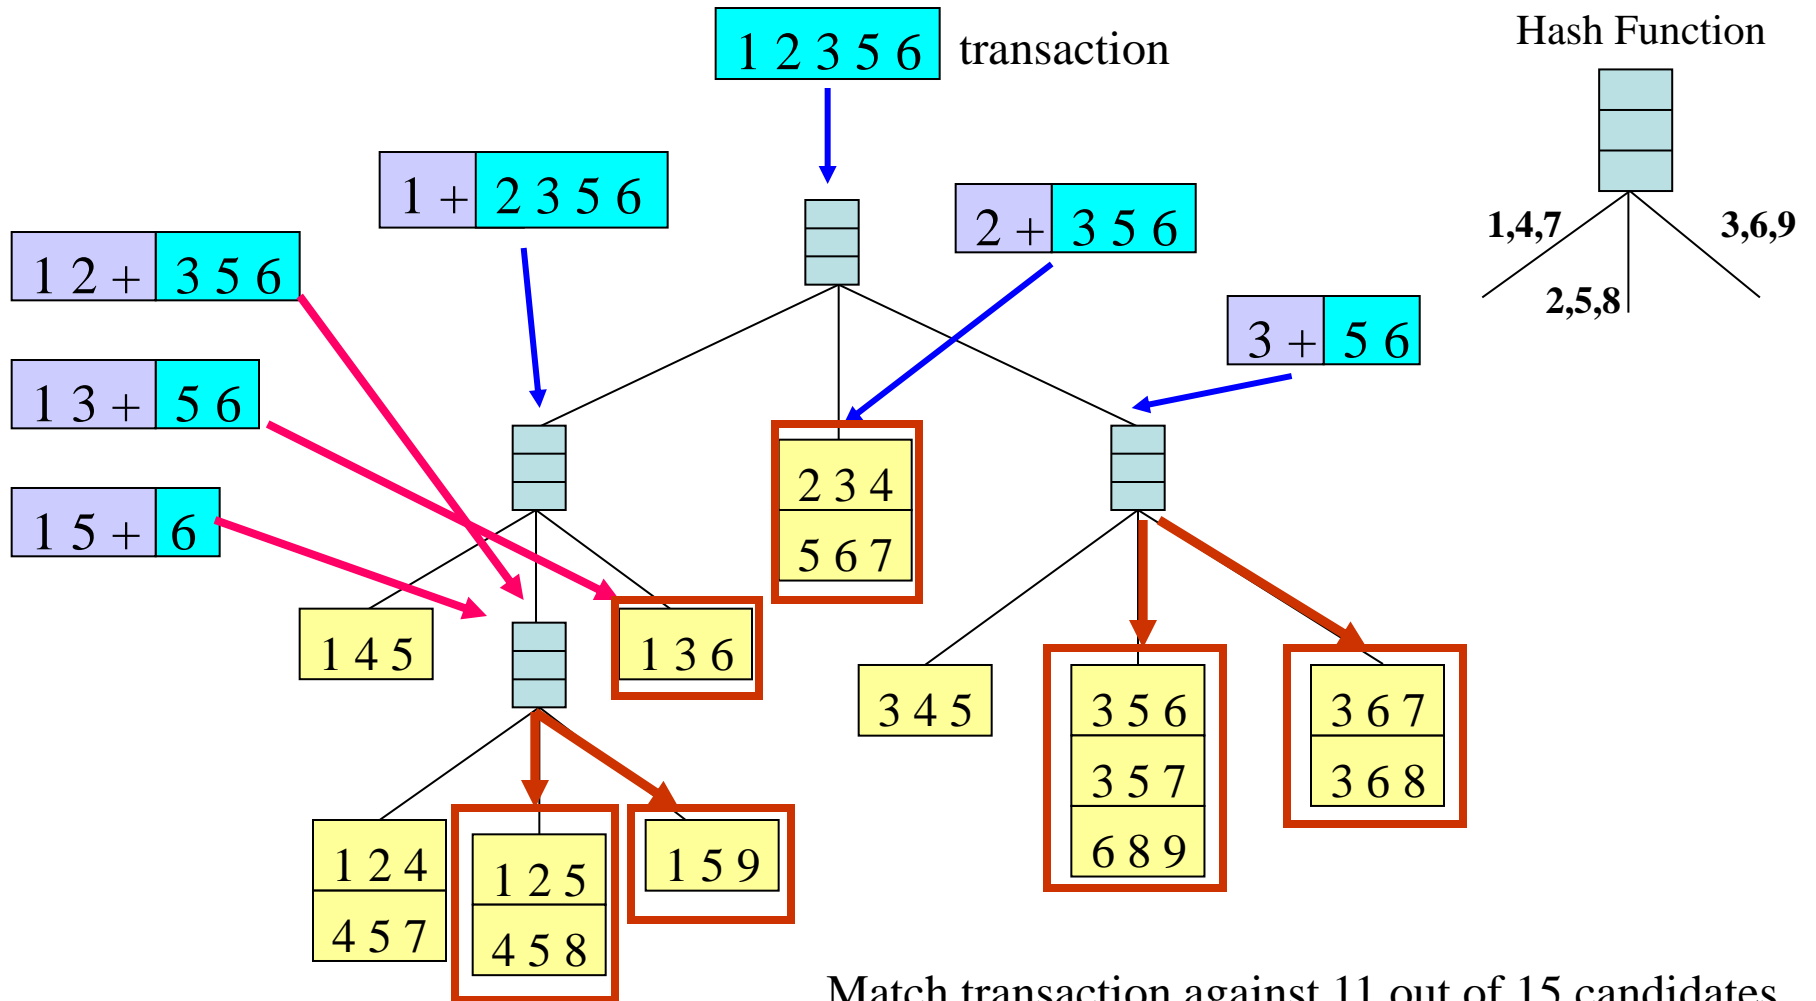 1 2 3 5 6 transaction
Hash Function
1,4,7
3,6,9
2,5,8
1 + 2 3 5 6
2 + 3 5 6
1 2 + 3 5 6
3 + 5 6
1 3 + 5 6
1 5 + 6
2 3 4
5 6 7
1 4 5
1 3 6
3 4 5
3 5 6
3 5 7
6 8 9
3 6 7
3 6 8
1 2 4
4 5 7
1 2 5
4 5 8
1 5 9
Match transaction against 11 out of 15 candidates